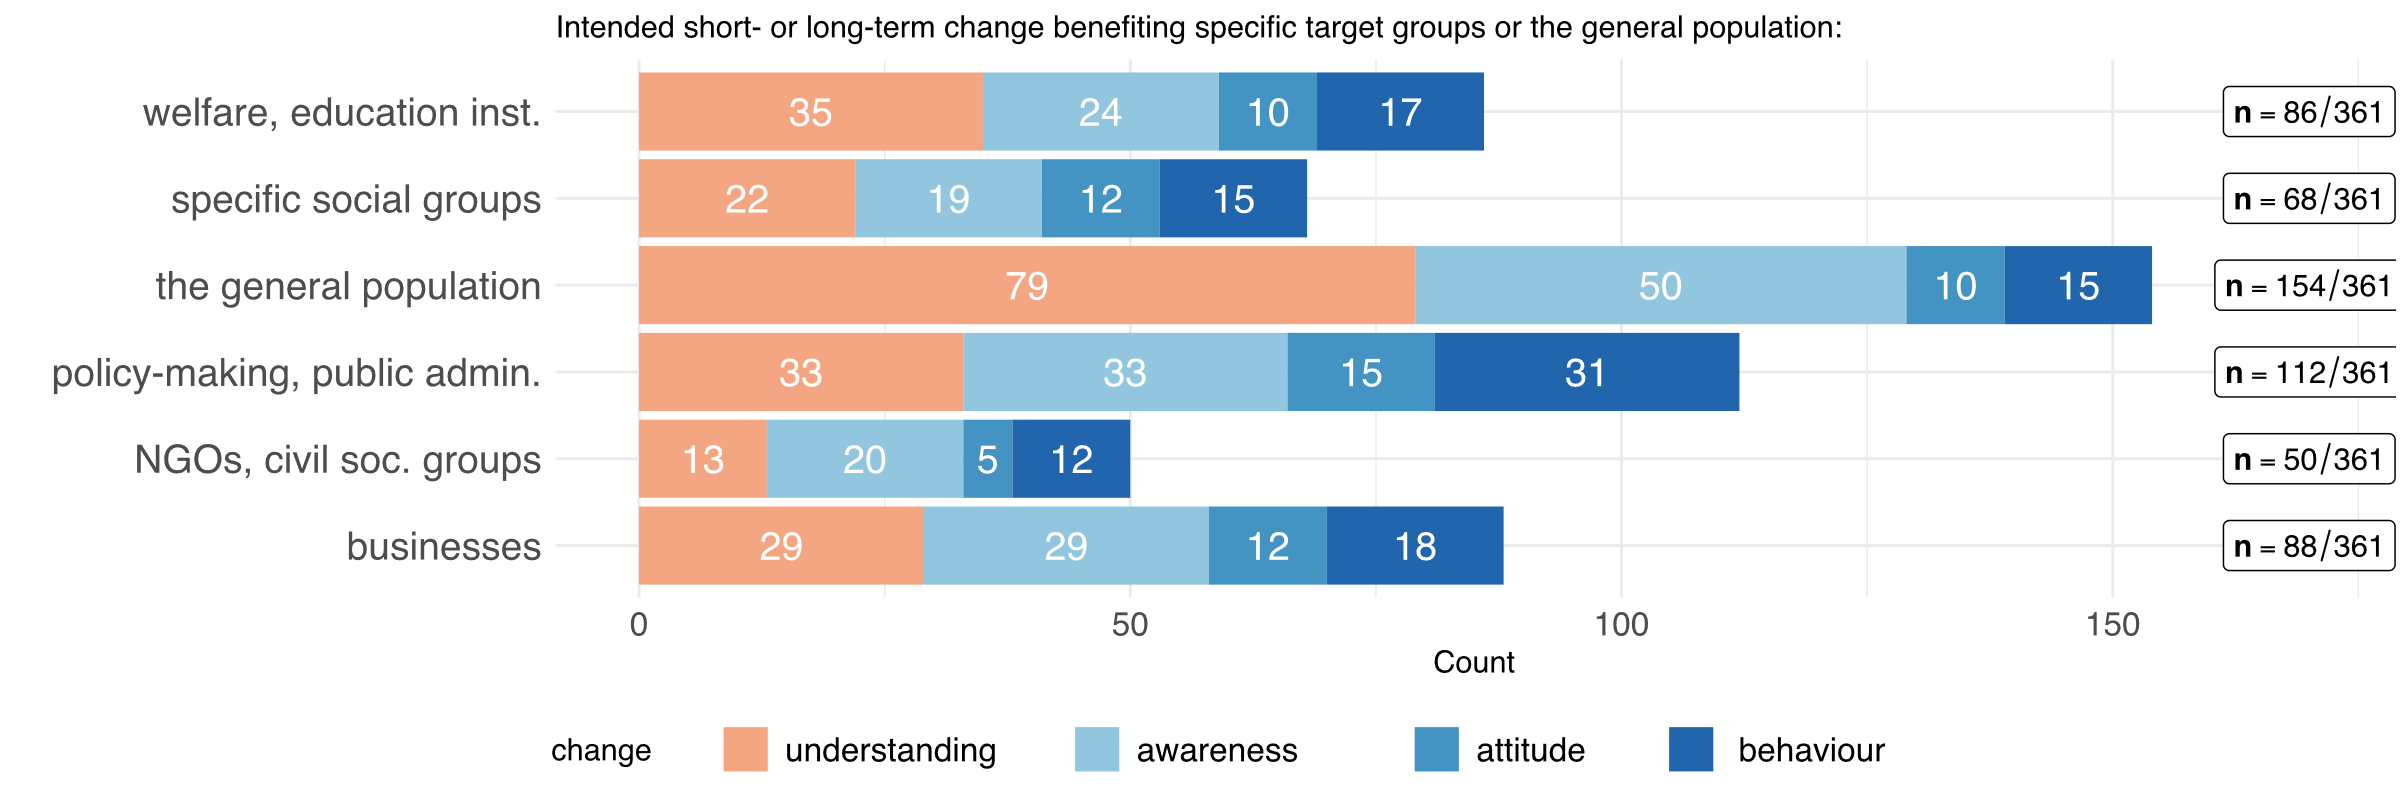 Intended short- or long-term change benefiting specific target groups or the general population:
welfare, education inst. 35 24 10 17 n = 86/361
specific social groups 22 19 12 15 n = 68/361
the general population 79 50 10 15 n = 154/361
policy-making, public admin. 33 33 15 31 n = 112/361
NGOs, civil soc. groups 13 20 5 12 n = 50/361
businesses 29 29 12 18 n = 88/361
0 50 100 150
Count
change understanding awareness attitude behaviour